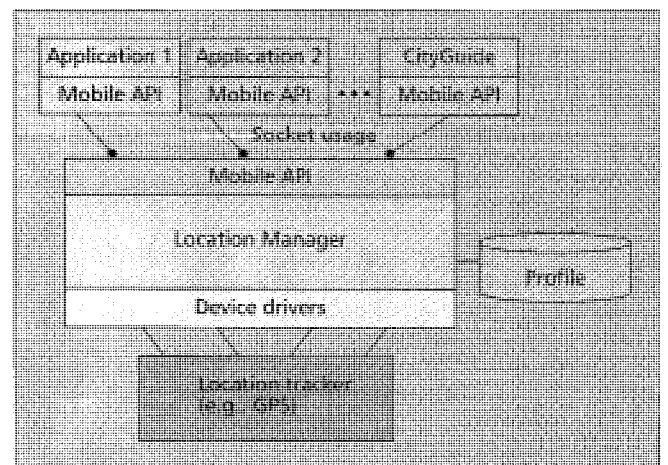 Application 1 Application 2 CityGuide
Mobile API Mobile API ••• Mobile API
Socket usage
Mobile API
Location Manager
Profile
Device drivers
Location tracker
(e.g., GPS)